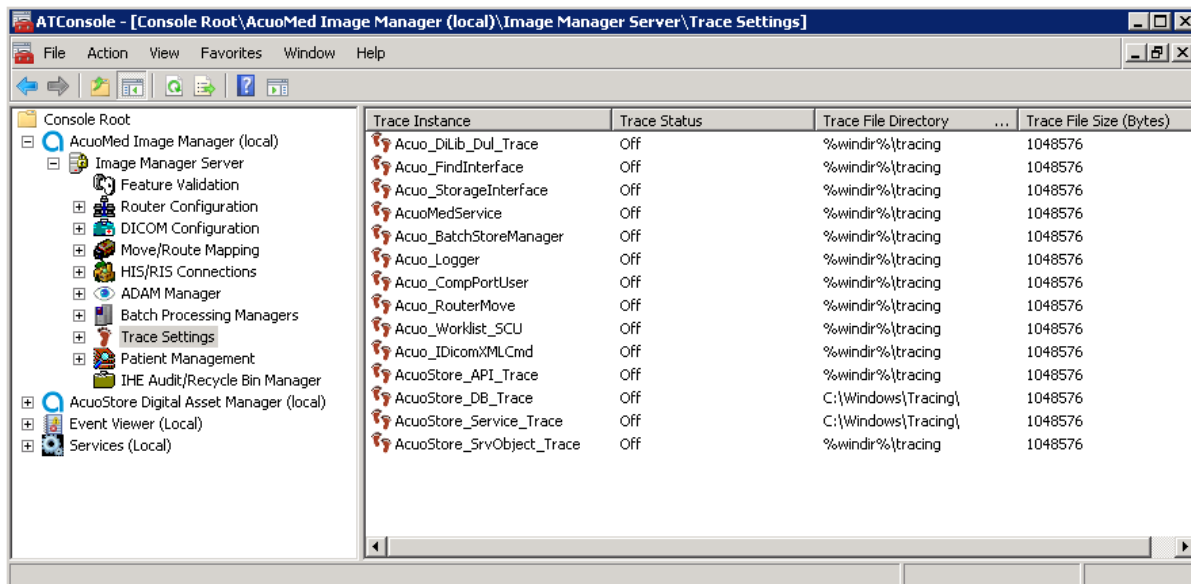 ATConsole - [Console Root\AcuoMed Image Manager (local)\Image Manager Server\Trace Settings]
File Action View Favorites Window Help
Console Root
AcuoMed Image Manager (local)
Image Manager Server
Feature Validation
Router Configuration
DICOM Configuration
Move/Route Mapping
HIS/RIS Connections
ADAM Manager
Batch Processing Managers
Trace Settings
Patient Management
IHE Audit/Recycle Bin Manager
AcuoStore Digital Asset Manager (local)
Event Viewer (Local)
Services (Local)
Trace Instance Trace Status Trace File Directory ... Trace File Size (Bytes)
Acuo_DiLib_Dul_Trace Off %windir%\tracing 1048576
Acuo_FindInterface Off %windir%\tracing 1048576
Acuo_StorageInterface Off %windir%\tracing 1048576
AcuoMedService Off %windir%\tracing 1048576
Acuo_BatchStoreManager Off %windir%\tracing 1048576
Acuo_Logger Off %windir%\tracing 1048576
Acuo_CompPortUser Off %windir%\tracing 1048576
Acuo_RouterMove Off %windir%\tracing 1048576
Acuo_Worklist_SCU Off %windir%\tracing 1048576
Acuo_IDicomXMLCmd Off %windir%\tracing 1048576
AcuoStore_API_Trace Off %windir%\tracing 1048576
AcuoStore_DB_Trace Off C:\Windows\Tracing\ 1048576
AcuoStore_Service_Trace Off C:\Windows\Tracing\ 1048576
AcuoStore_SrvObject_Trace Off %windir%\tracing 1048576